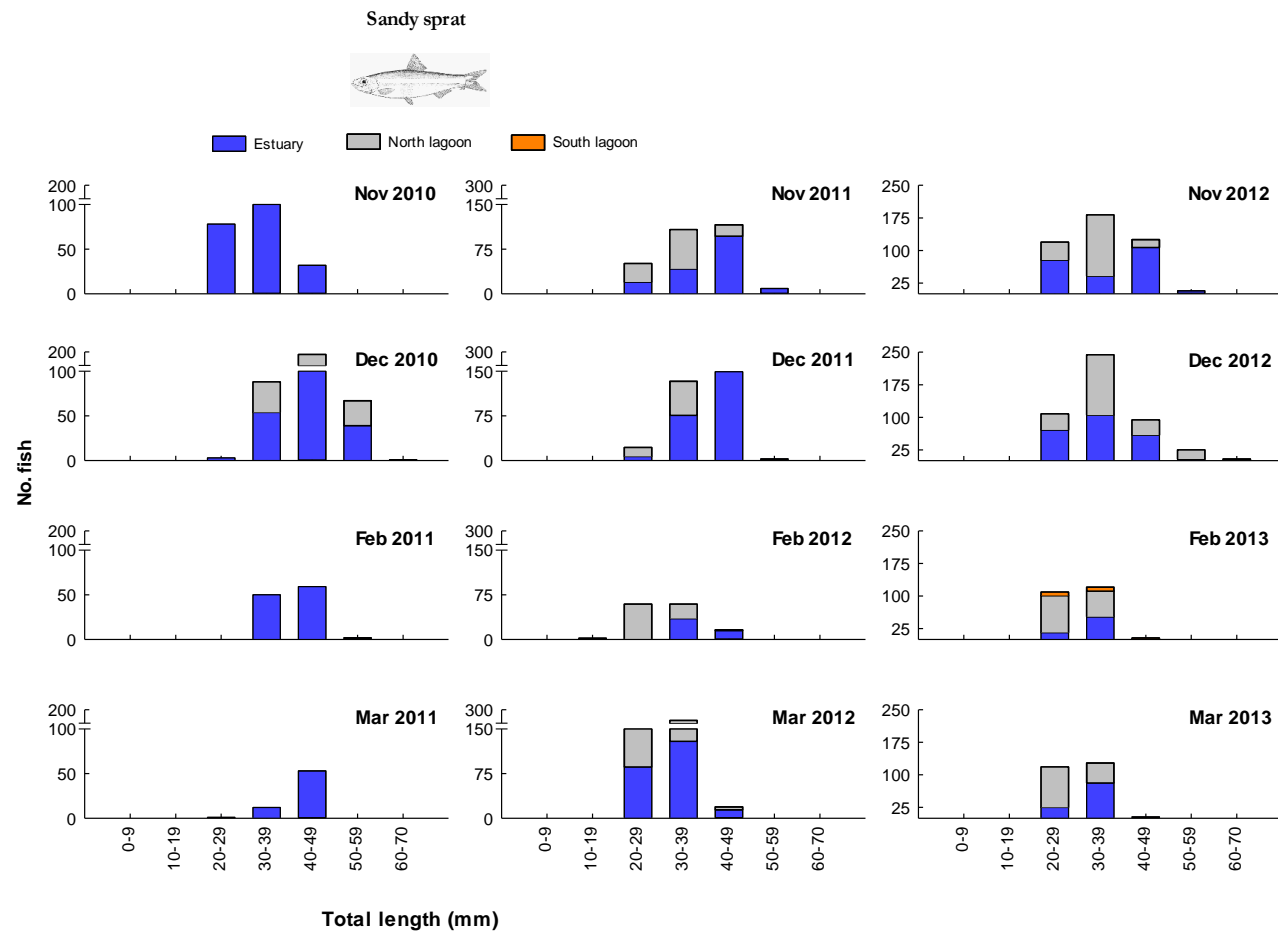 Sandy sprat
Estuary North lagoon South lagoon
200
100
50
0
Nov 2010
300
150
75
0
Nov 2011
250
175
100
25
Nov 2012
200
100
50
0
Dec 2010
300
150
75
0
Dec 2011
250
175
100
25
Dec 2012
No. fish
200
100
50
0
Feb 2011
300
150
75
0
Feb 2012
250
175
100
25
Feb 2013
200
100
50
0
Mar 2011
300
150
75
0
Mar 2012
250
175
100
25
Mar 2013
0-9 10-19 20-29 30-39 40-49 50-59 60-70
0-9 10-19 20-29 30-39 40-49 50-59 60-70
0-9 10-19 20-29 30-39 40-49 50-59 60-70
Total length (mm)